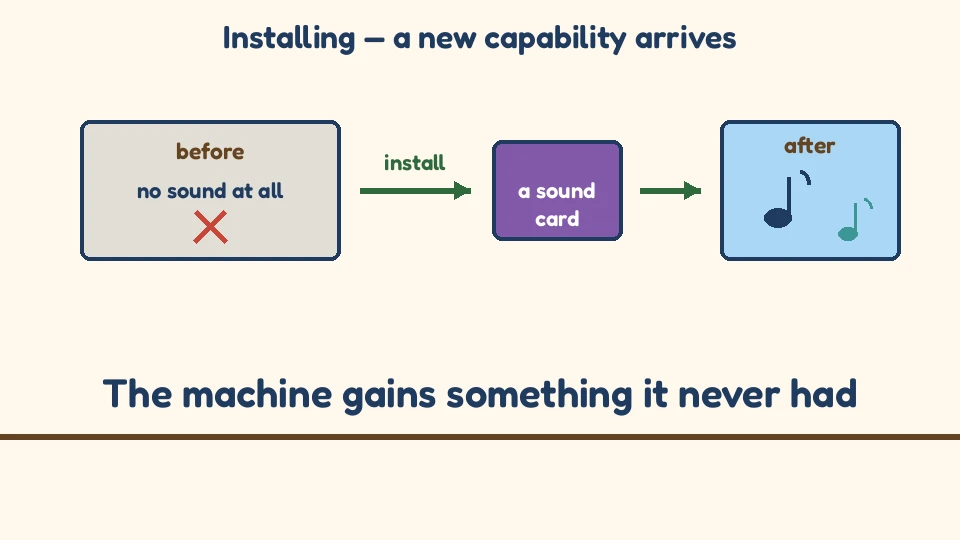 Installing — a new capability arrives
before
no sound at all
install
a sound
card
after
The machine gains something it never had